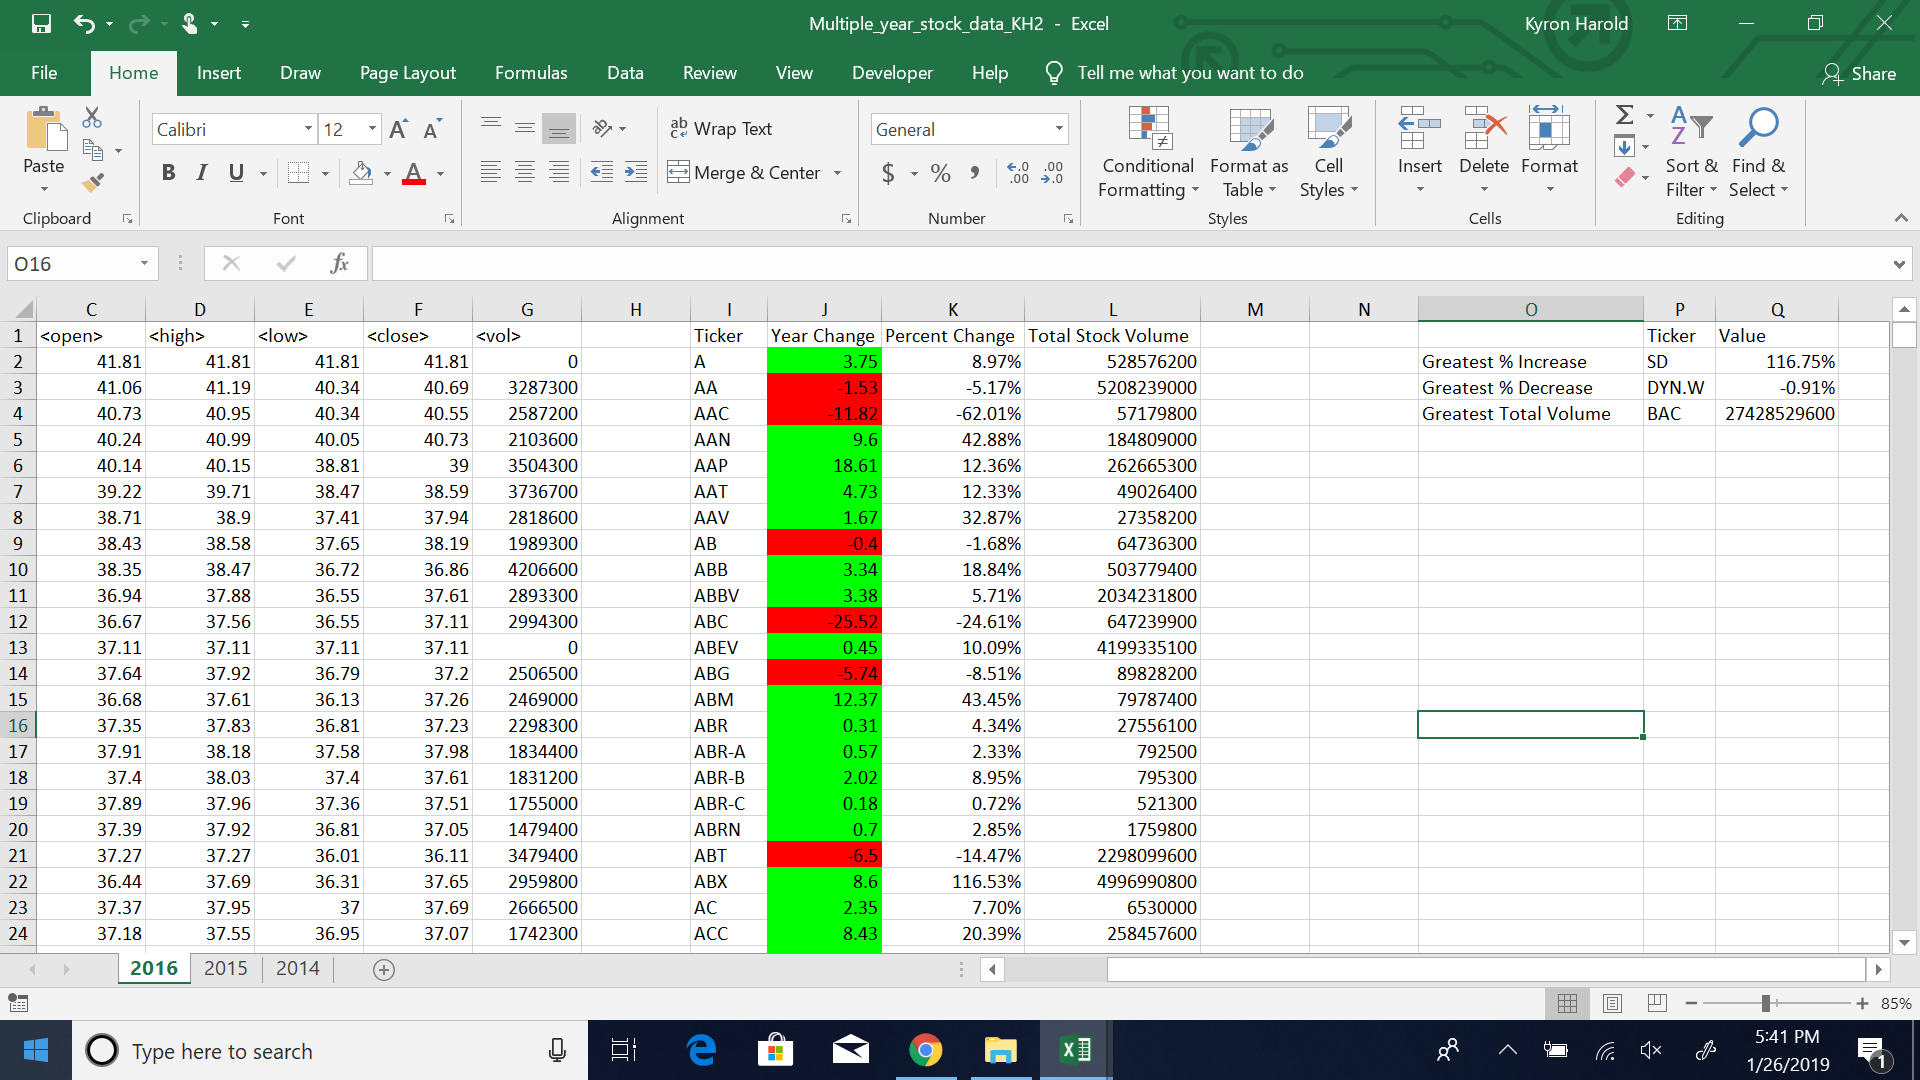 Multiple_year_stock_data_KH2 - Excel
Kyron Harold
File Home Insert Draw Page Layout Formulas Data Review View Developer Help Tell me what you want to do Share
Calibri 12 A A ab Wrap Text General
Paste B I U A Merge & Center $ % , Conditional Formatting Format as Table Cell Styles Insert Delete Format Sort & Filter Find & Select
Clipboard Font Alignment Number Styles Cells Editing
O16 fx
C D E F G H I J K L M N O P Q
1 <open> <high> <low> <close> <vol> Ticker Year Change Percent Change Total Stock Volume Ticker Value
2 41.81 41.81 41.81 41.81 0 A 3.75 8.97% 528576200 Greatest % Increase SD 116.75%
3 41.06 41.19 40.34 40.69 3287300 AA -1.53 -5.17% 5208239000 Greatest % Decrease DYN.W -0.91%
4 40.73 40.95 40.34 40.55 2587200 AAC -11.82 -62.01% 57179800 Greatest Total Volume BAC 27428529600
5 40.24 40.99 40.05 40.73 2103600 AAN 9.6 42.88% 184809000
6 40.14 40.15 38.81 39 3504300 AAP 18.61 12.36% 262665300
7 39.22 39.71 38.47 38.59 3736700 AAT 4.73 12.33% 49026400
8 38.71 38.9 37.41 37.94 2818600 AAV 1.67 32.87% 27358200
9 38.43 38.58 37.65 38.19 1989300 AB -0.4 -1.68% 64736300
10 38.35 38.47 36.72 36.86 4206600 ABB 3.34 18.84% 503779400
11 36.94 37.88 36.55 37.61 2893300 ABBV 3.38 5.71% 2034231800
12 36.67 37.56 36.55 37.11 2994300 ABC -25.52 -24.61% 647239900
13 37.11 37.11 37.11 37.11 0 ABEV 0.45 10.09% 4199335100
14 37.64 37.92 36.79 37.2 2506500 ABG -5.74 -8.51% 89828200
15 36.68 37.61 36.13 37.26 2469000 ABM 12.37 43.45% 79787400
16 37.35 37.83 36.81 37.23 2298300 ABR 0.31 4.34% 27556100
17 37.91 38.18 37.58 37.98 1834400 ABR-A 0.57 2.33% 792500
18 37.4 38.03 37.4 37.61 1831200 ABR-B 2.02 8.95% 795300
19 37.89 37.96 37.36 37.51 1755000 ABR-C 0.18 0.72% 521300
20 37.39 37.92 36.81 37.05 1479400 ABRN 0.7 2.85% 1759800
21 37.27 37.27 36.01 36.11 3479400 ABT -6.5 -14.47% 2298099600
22 36.44 37.69 36.31 37.65 2959800 ABX 8.6 116.53% 4996990800
23 37.37 37.95 37 37.69 2666500 AC 2.35 7.70% 6530000
24 37.18 37.55 36.95 37.07 1742300 ACC 8.43 20.39% 258457600
2016 2015 2014
85%
Type here to search
5:41 PM
1/26/2019
1